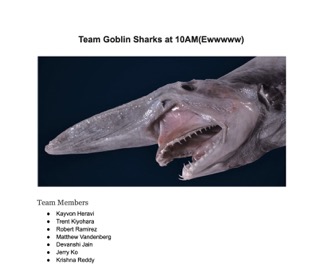 Team Goblin Sharks at 10AM(Ewwwww)
Team Members
● Kayvon Heravi
● Trent Kiyohara
● Robert Ramirez
● Matthew Vandenberg
● Devanshi Jain
● Jerry Ko
● Krishna Reddy